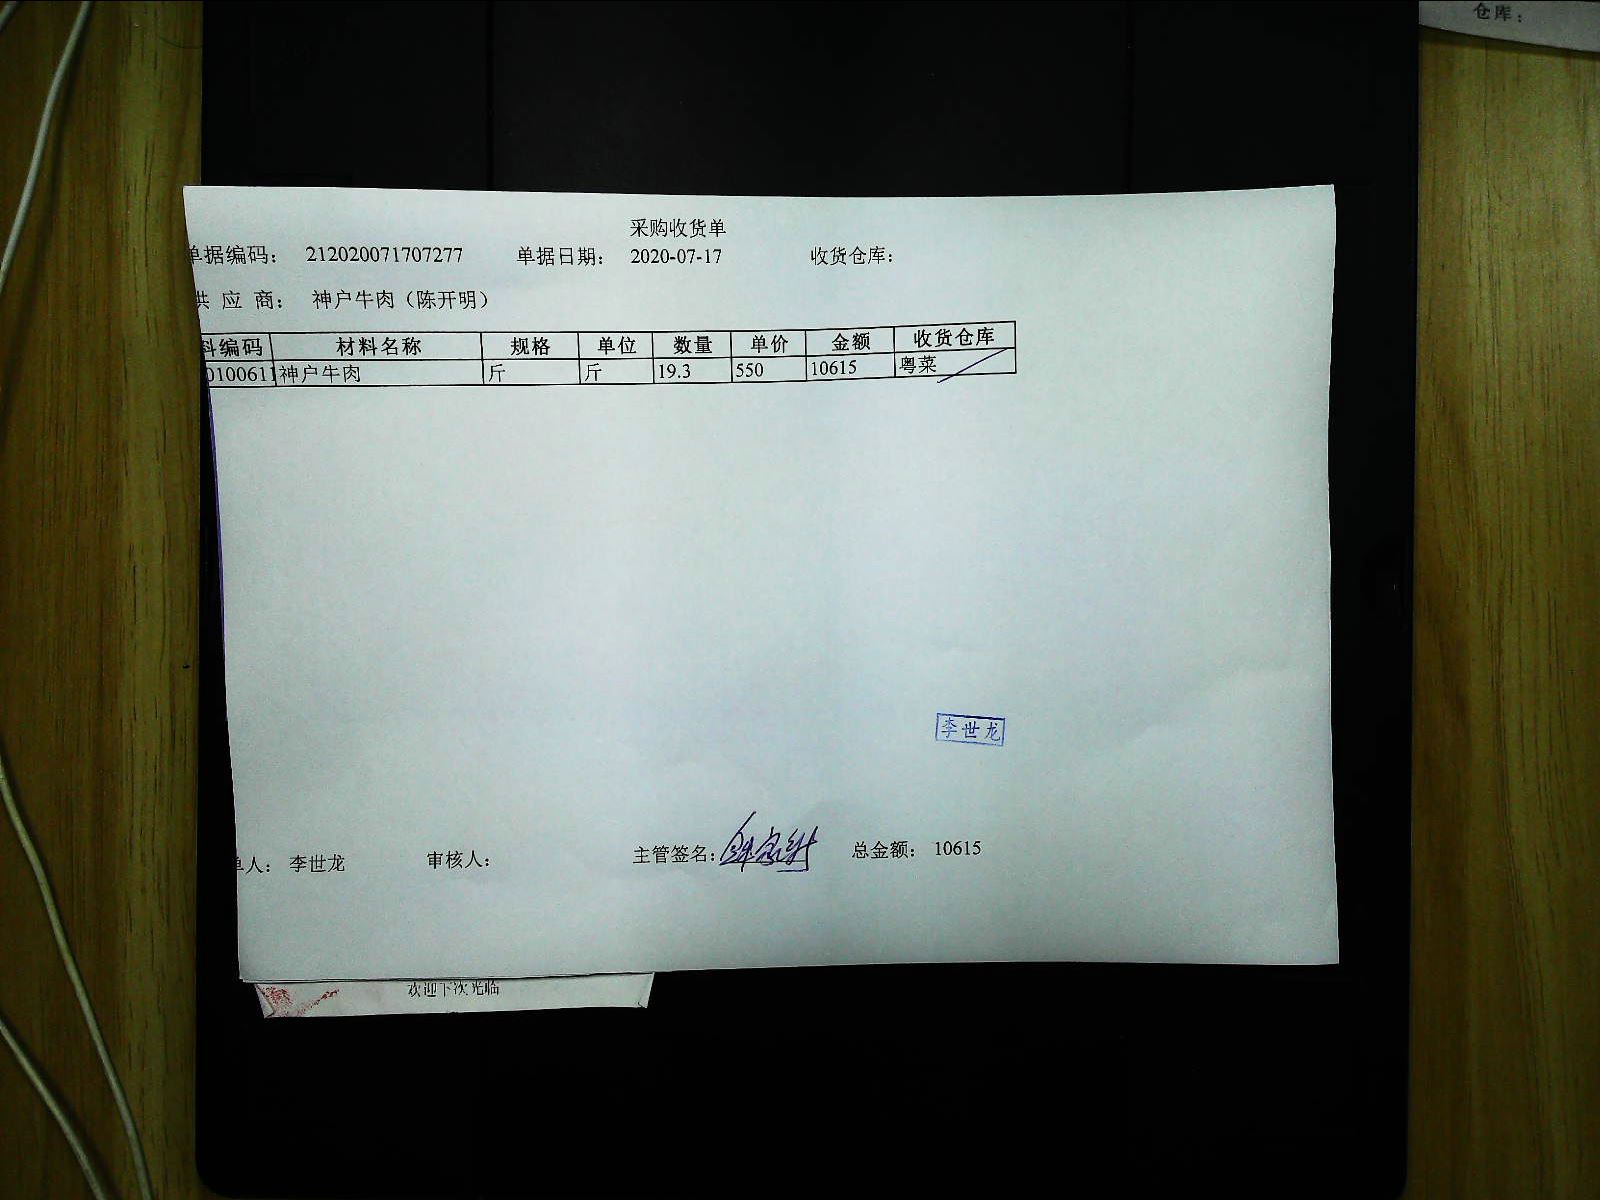 仓库：
采购收货单
单据编码： 212020071707277 单据日期： 2020-07-17 收货仓库：
供 应 商： 神户牛肉（陈开明）
料编码 材料名称 规格 单位 数量 单价 金额 收货仓库
0100611 神户牛肉 斤 斤 19.3 550 10615 粤菜
李世龙
单人： 李世龙 审核人： 主管签名： 总金额： 10615
欢迎下次光临